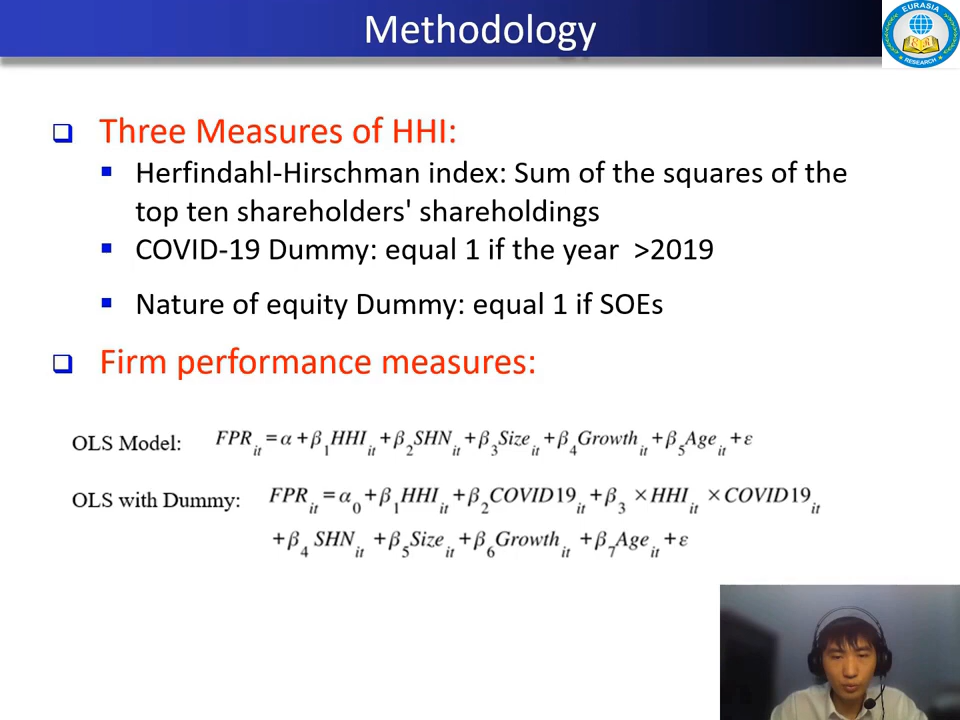 Methodology
EURASIA
RESEARCH
Three Measures of HHI:
Herfindahl-Hirschman index: Sum of the squares of the
top ten shareholders' shareholdings
COVID-19 Dummy: equal 1 if the year >2019
Nature of equity Dummy: equal 1 if SOEs
Firm performance measures:
OLS Model: FPR_it = α + β_1 HHI_it + β_2 SHN_it + β_3 Size_it + β_4 Growth_it + β_5 Age_it + ε
OLS with Dummy: FPR_it = α_0 + β_1 HHI_it + β_2 COVID19_it + β_3 × HHI_it × COVID19_it
+ β_4 SHN_it + β_5 Size_it + β_6 Growth_it + β_7 Age_it + ε